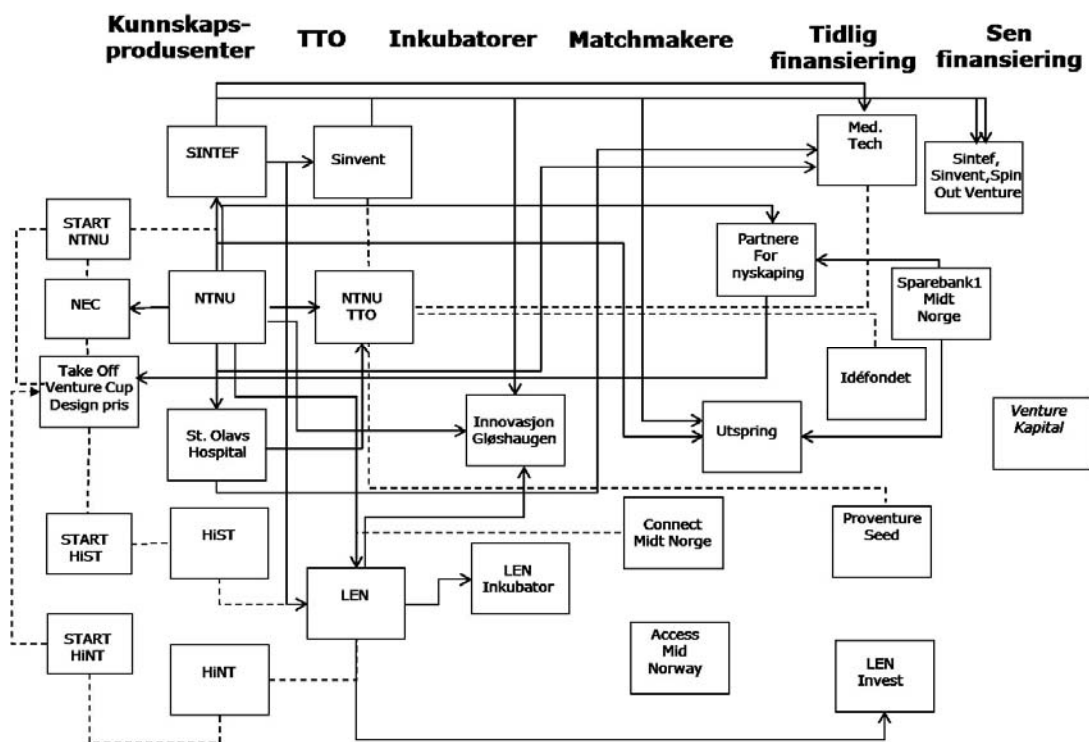 Kunnskaps-
produsenter
TTO
Inkubatorer
Matchmakere
Tidlig
finansiering
Sen
finansiering
SINTEF
Sinvent
Med.
Tech
Sintef,
Sinvent,Spin
Out Venture
START
NTNU
Partnere
For
nyskaping
NEC
NTNU
NTNU
TTO
Sparebank1
Midt
Norge
Take Off
Venture Cup
Design pris
Idéfondet
St. Olavs
Hospital
Innovasjon
Gløshaugen
Utspring
Venture
Kapital
START
HiST
HiST
Connect
Midt Norge
Proventure
Seed
LEN
LEN
Inkubator
START
HiNT
HiNT
Access
Mid
Norway
LEN
Invest